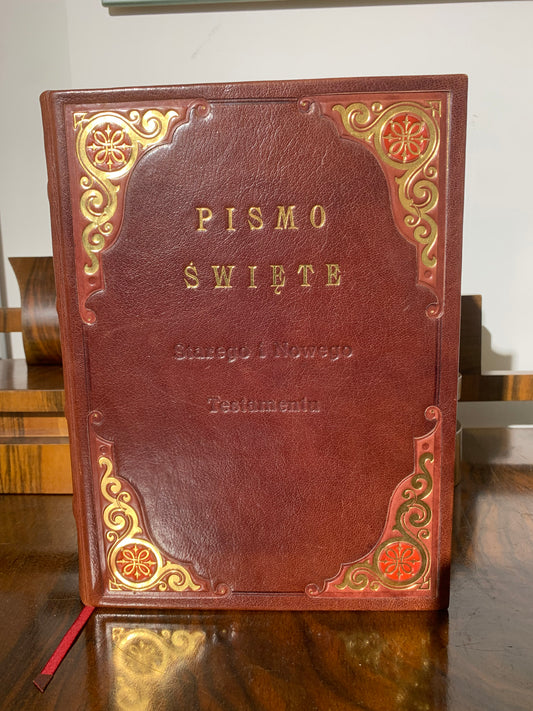 PISMO
ŚWIĘTE
Starego i Nowego
Testamentu